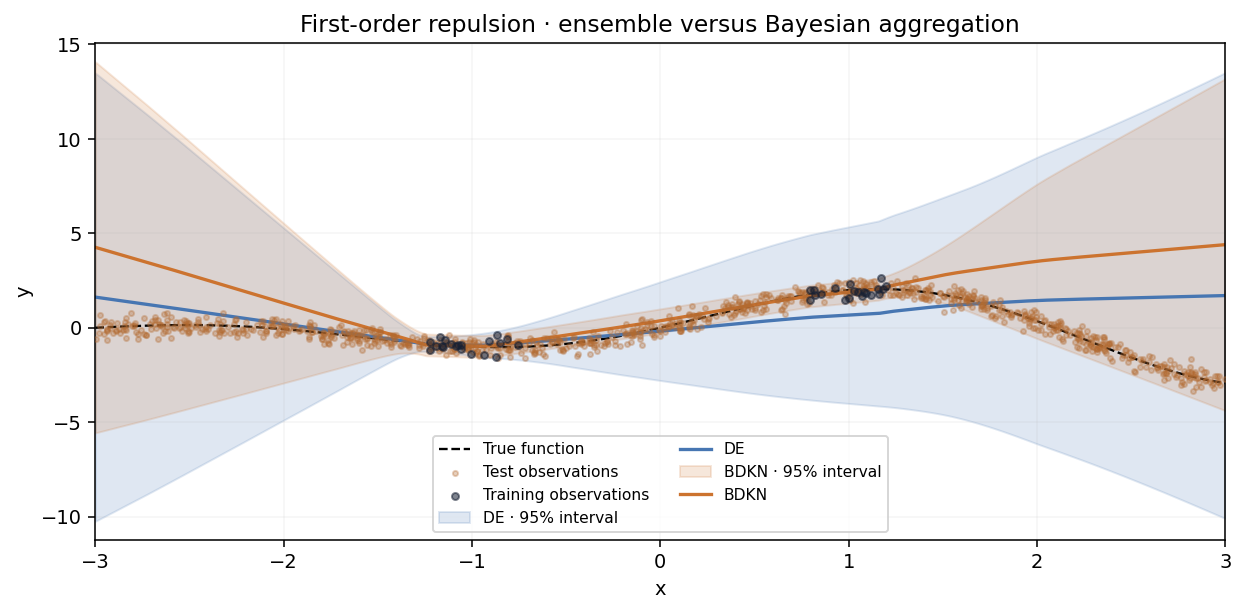 First-order repulsion · ensemble versus Bayesian aggregation
y
15
10
5
0
−5
−10
−3
−2
−1
0
1
2
3
x
True function
Test observations
Training observations
DE · 95% interval
DE
BDKN · 95% interval
BDKN